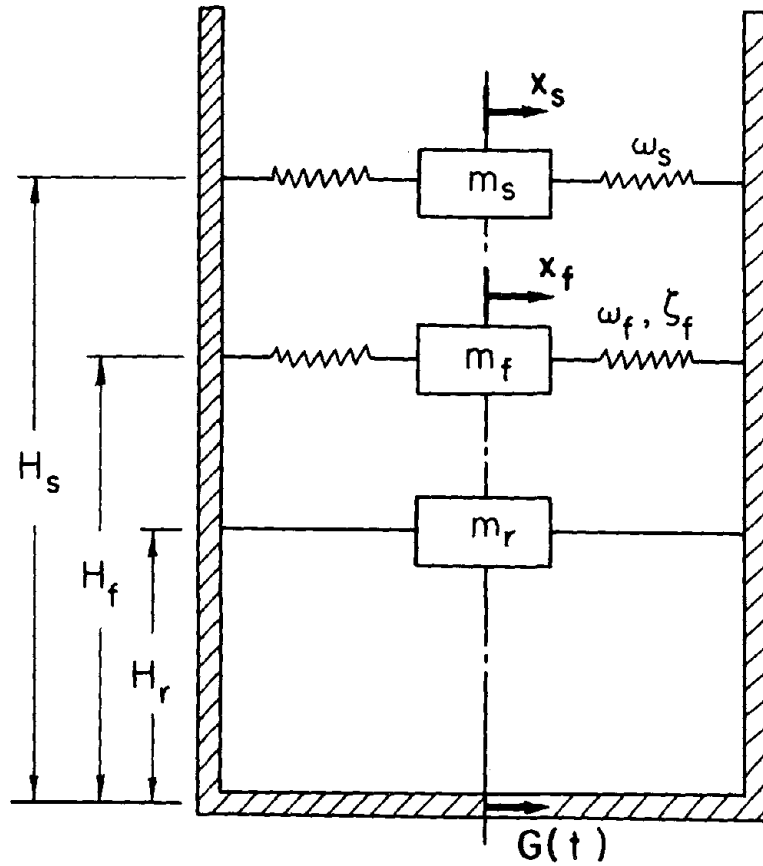 x_s
ω_s
m_s
x_f
ω_f, ζ_f
m_f
H_s
m_r
H_f
H_r
G(t)